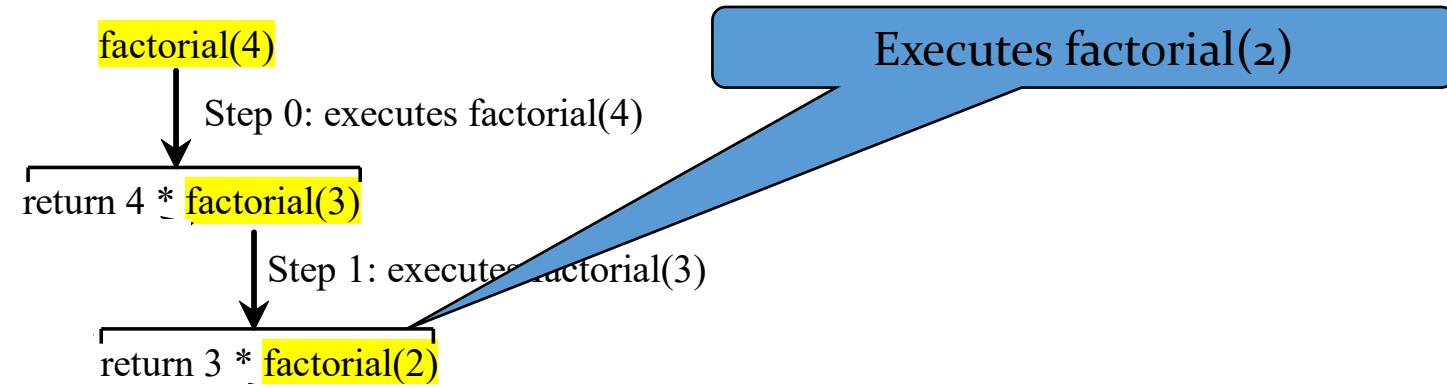 factorial(4)
Executes factorial(2)
Step 0: executes factorial(4)
return 4 * factorial(3)
Step 1: executes factorial(3)
return 3 * factorial(2)